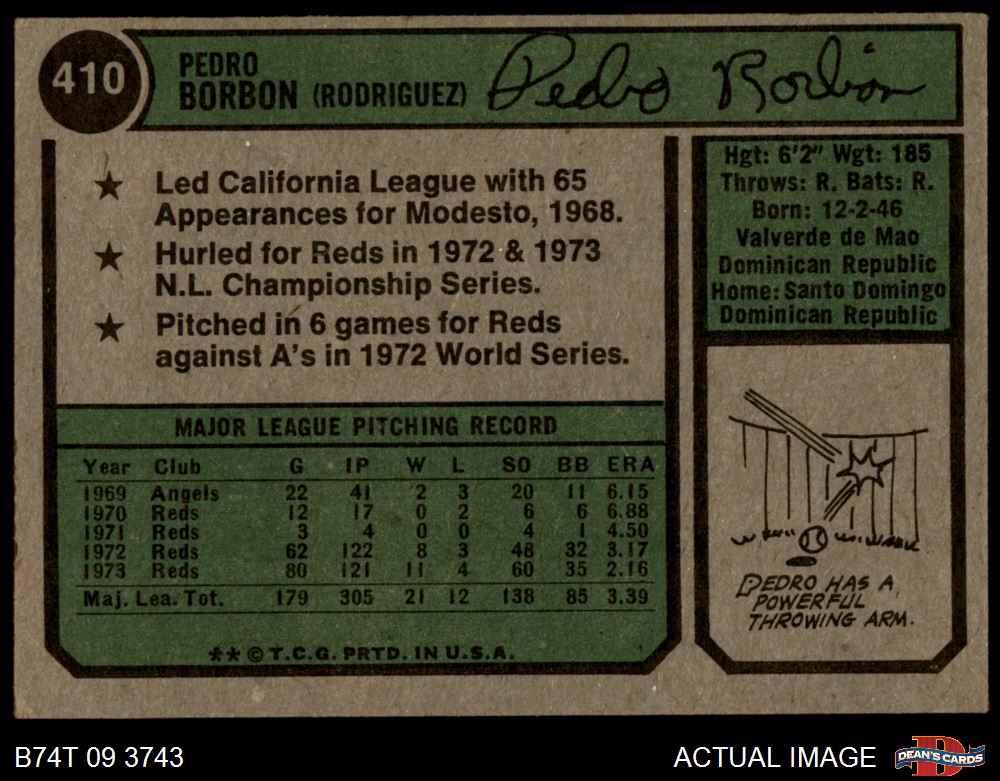 410
PEDRO
BORBON (RODRIGUEZ)
Pedro Borbon
★ Led California League with 65
Appearances for Modesto, 1968.
★ Hurled for Reds in 1972 & 1973
N.L. Championship Series.
★ Pitched in 6 games for Reds
against A's in 1972 World Series.
Hgt: 6'2" Wgt: 185
Throws: R. Bats: R.
Born: 12-2-46
Valverde de Mao
Dominican Republic
Home: Santo Domingo
Dominican Republic
MAJOR LEAGUE PITCHING RECORD
Year Club G IP W L SO BB ERA
1969 Angels 22 41 2 3 20 11 6.15
1970 Reds 12 17 0 2 6 6 6.88
1971 Reds 3 4 0 0 4 1 4.50
1972 Reds 62 122 8 3 48 32 3.17
1973 Reds 80 121 11 4 60 35 2.16
Maj. Lea. Tot. 179 305 21 12 138 85 3.39
** © T.C.G. PRTD. IN U.S.A.
PEDRO HAS A
POWERFUL
THROWING ARM.
B74T 09 3743
ACTUAL IMAGE
D
DEAN'S CARDS